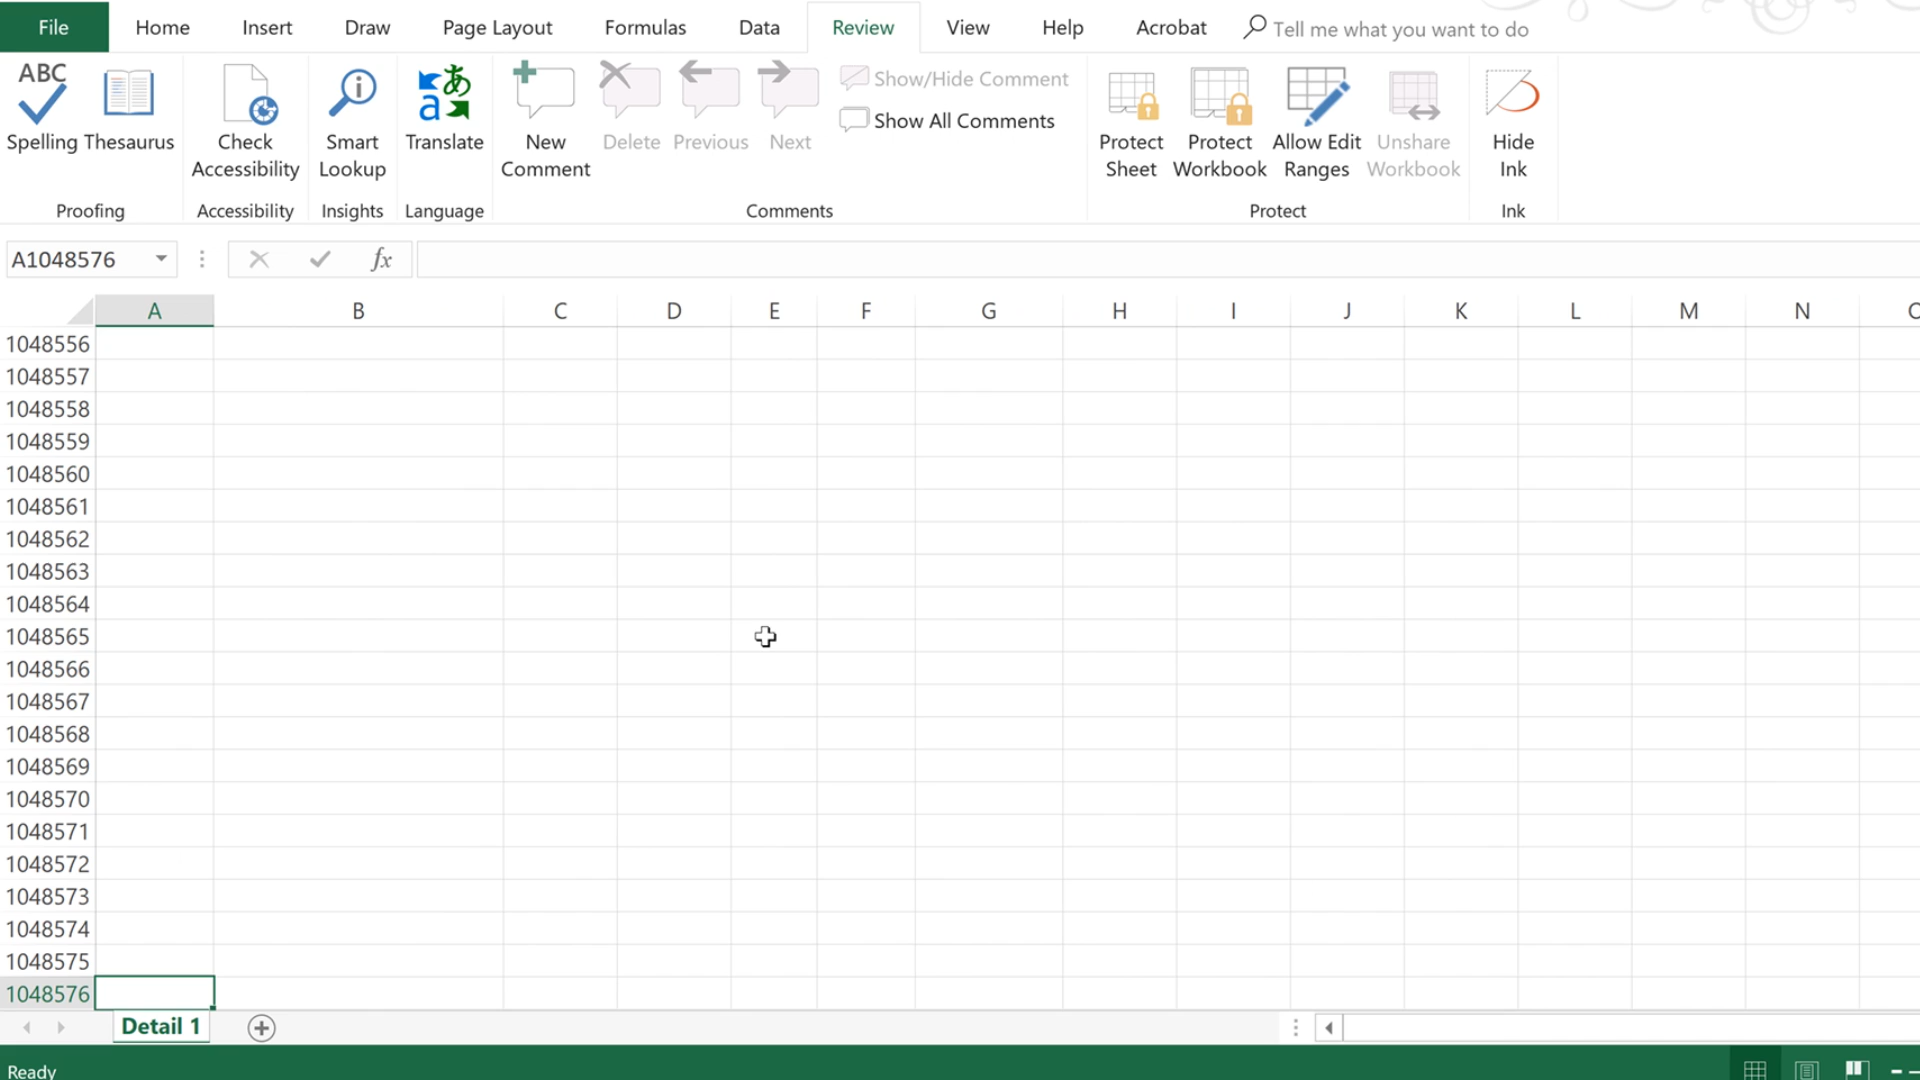 File Home Insert Draw Page Layout Formulas Data Review View Help Acrobat Tell me what you want to do
ABC
Spelling Thesaurus
Check Accessibility
Smart Lookup
Translate
New Comment
Delete Previous Next
Show/Hide Comment
Show All Comments
Protect Sheet
Protect Workbook
Allow Edit Ranges
Unshare Workbook
Hide Ink
Proofing Accessibility Insights Language Comments Protect Ink
A1048576 fx
A B C D E F G H I J K L M N
1048556
1048557
1048558
1048559
1048560
1048561
1048562
1048563
1048564
1048565
1048566
1048567
1048568
1048569
1048570
1048571
1048572
1048573
1048574
1048575
1048576
Detail 1
Ready